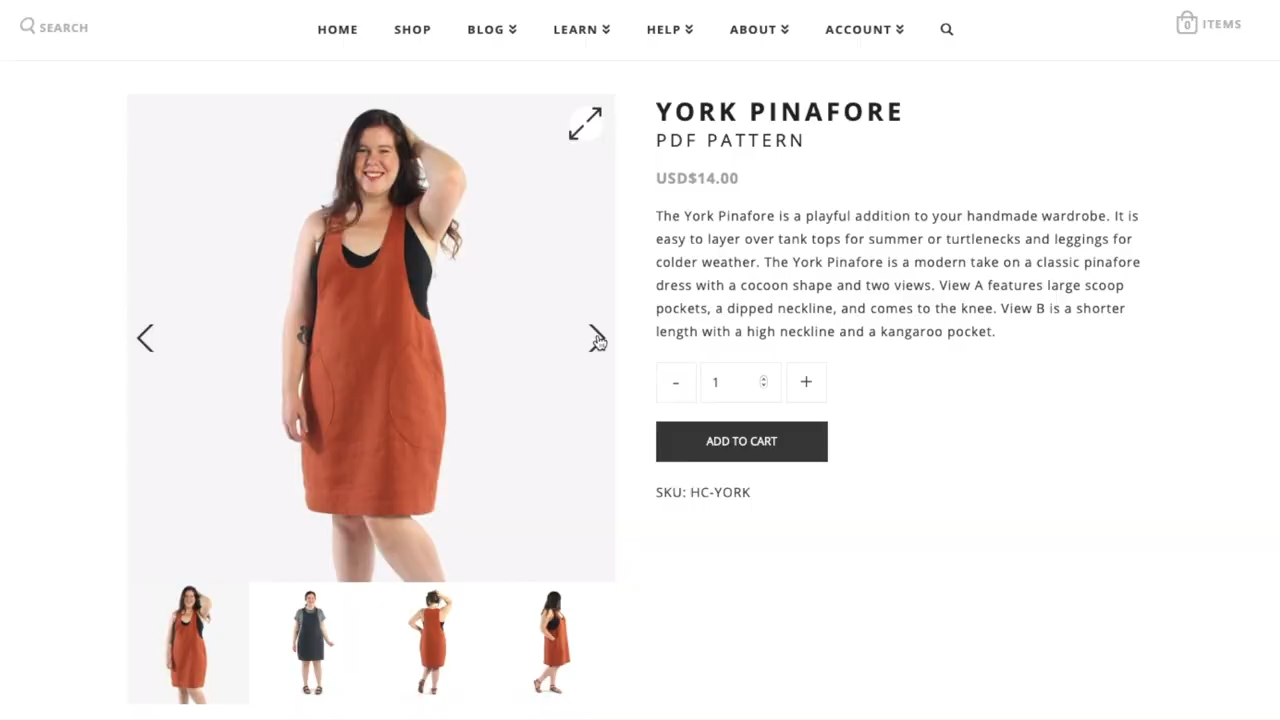 SEARCH
HOME
SHOP
BLOG
LEARN
HELP
ABOUT
ACCOUNT
0
ITEMS
YORK PINAFORE
PDF PATTERN
USD$14.00
The York Pinafore is a playful addition to your handmade wardrobe. It is
easy to layer over tank tops for summer or turtlenecks and leggings for
colder weather. The York Pinafore is a modern take on a classic pinafore
dress with a cocoon shape and two views. View A features large scoop
pockets, a dipped neckline, and comes to the knee. View B is a shorter
length with a high neckline and a kangaroo pocket.
- 1 +
ADD TO CART
SKU: HC-YORK